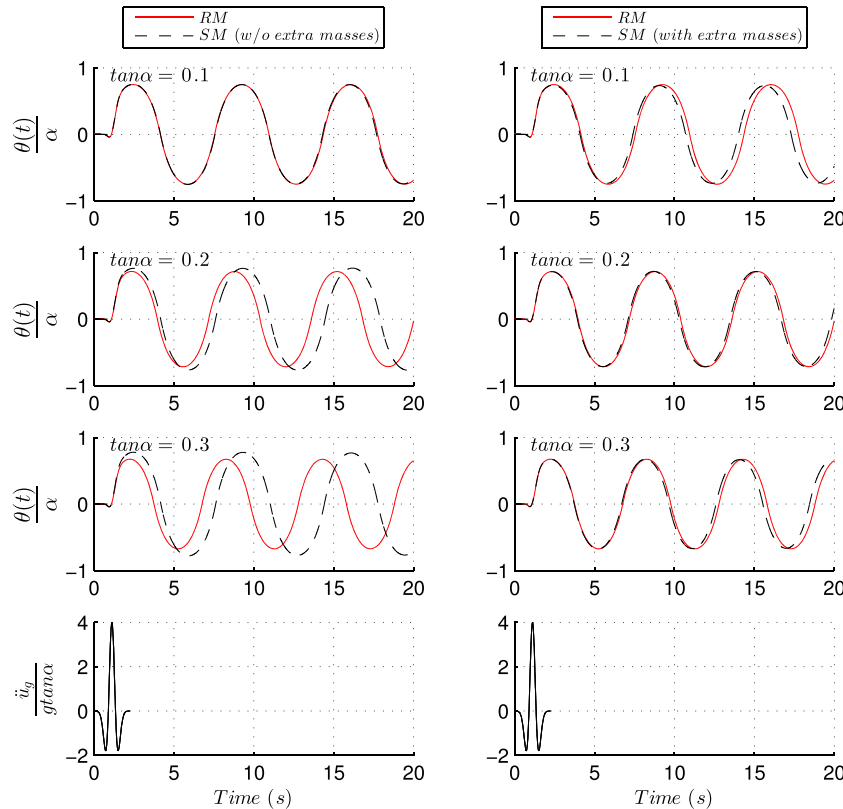 RM
SM (w/o extra masses)
RM
SM (with extra masses)
tanα = 0.1
1
0
−1
θ(t)
α
0 5 10 15 20
tanα = 0.1
1
0
−1
0 5 10 15 20
tanα = 0.2
1
0
−1
θ(t)
α
0 5 10 15 20
tanα = 0.2
1
0
−1
0 5 10 15 20
tanα = 0.3
1
0
−1
θ(t)
α
0 5 10 15 20
tanα = 0.3
1
0
−1
0 5 10 15 20
4
2
0
−2
ü_g
gtanα
0 5 10 15 20
Time (s)
4
2
0
−2
0 5 10 15 20
Time (s)